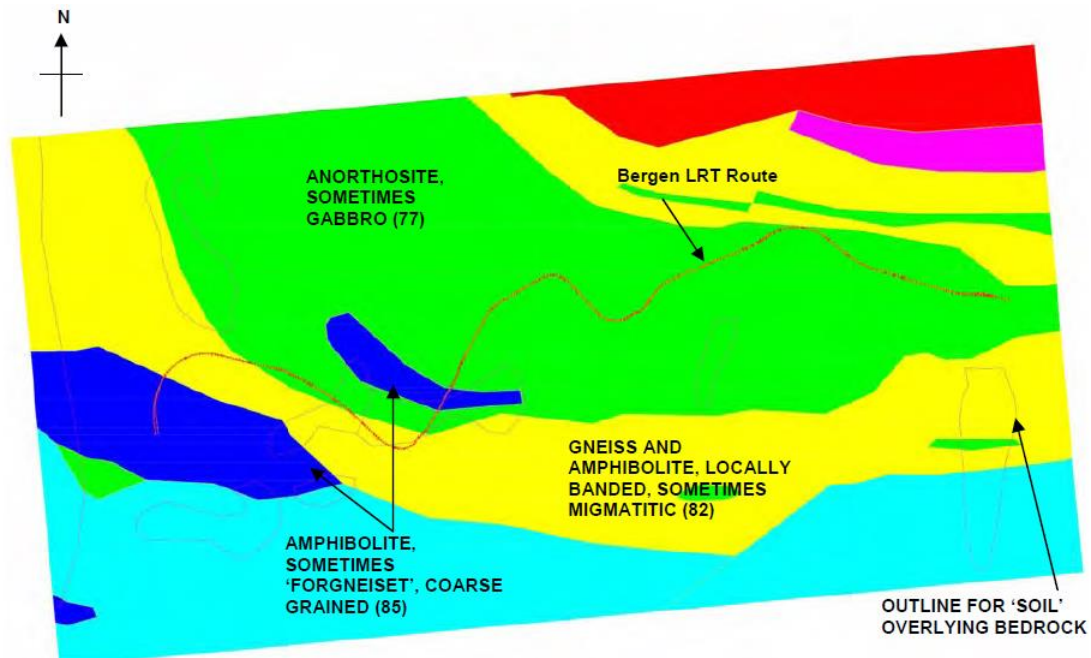 N
ANORTHOSITE,
SOMETIMES
GABBRO (77)
Bergen LRT Route
GNEISS AND
AMPHIBOLITE, LOCALLY
BANDED, SOMETIMES
MIGMATITIC (82)
AMPHIBOLITE,
SOMETIMES
‘FORGNEISET’, COARSE
GRAINED (85)
OUTLINE FOR ‘SOIL’
OVERLYING BEDROCK